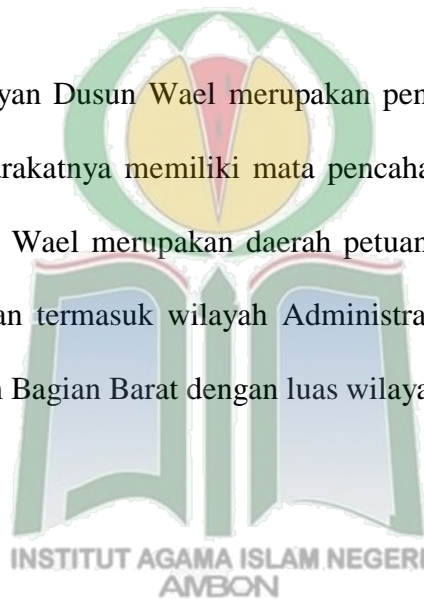 yan Dusun Wael merupakan pen
arakatnya memiliki mata pencaha
Wael merupakan daerah petuan
an termasuk wilayah Administra
n Bagian Barat dengan luas wilaya
INSTITUT AGAMA ISLAM NEGERI
AMBON